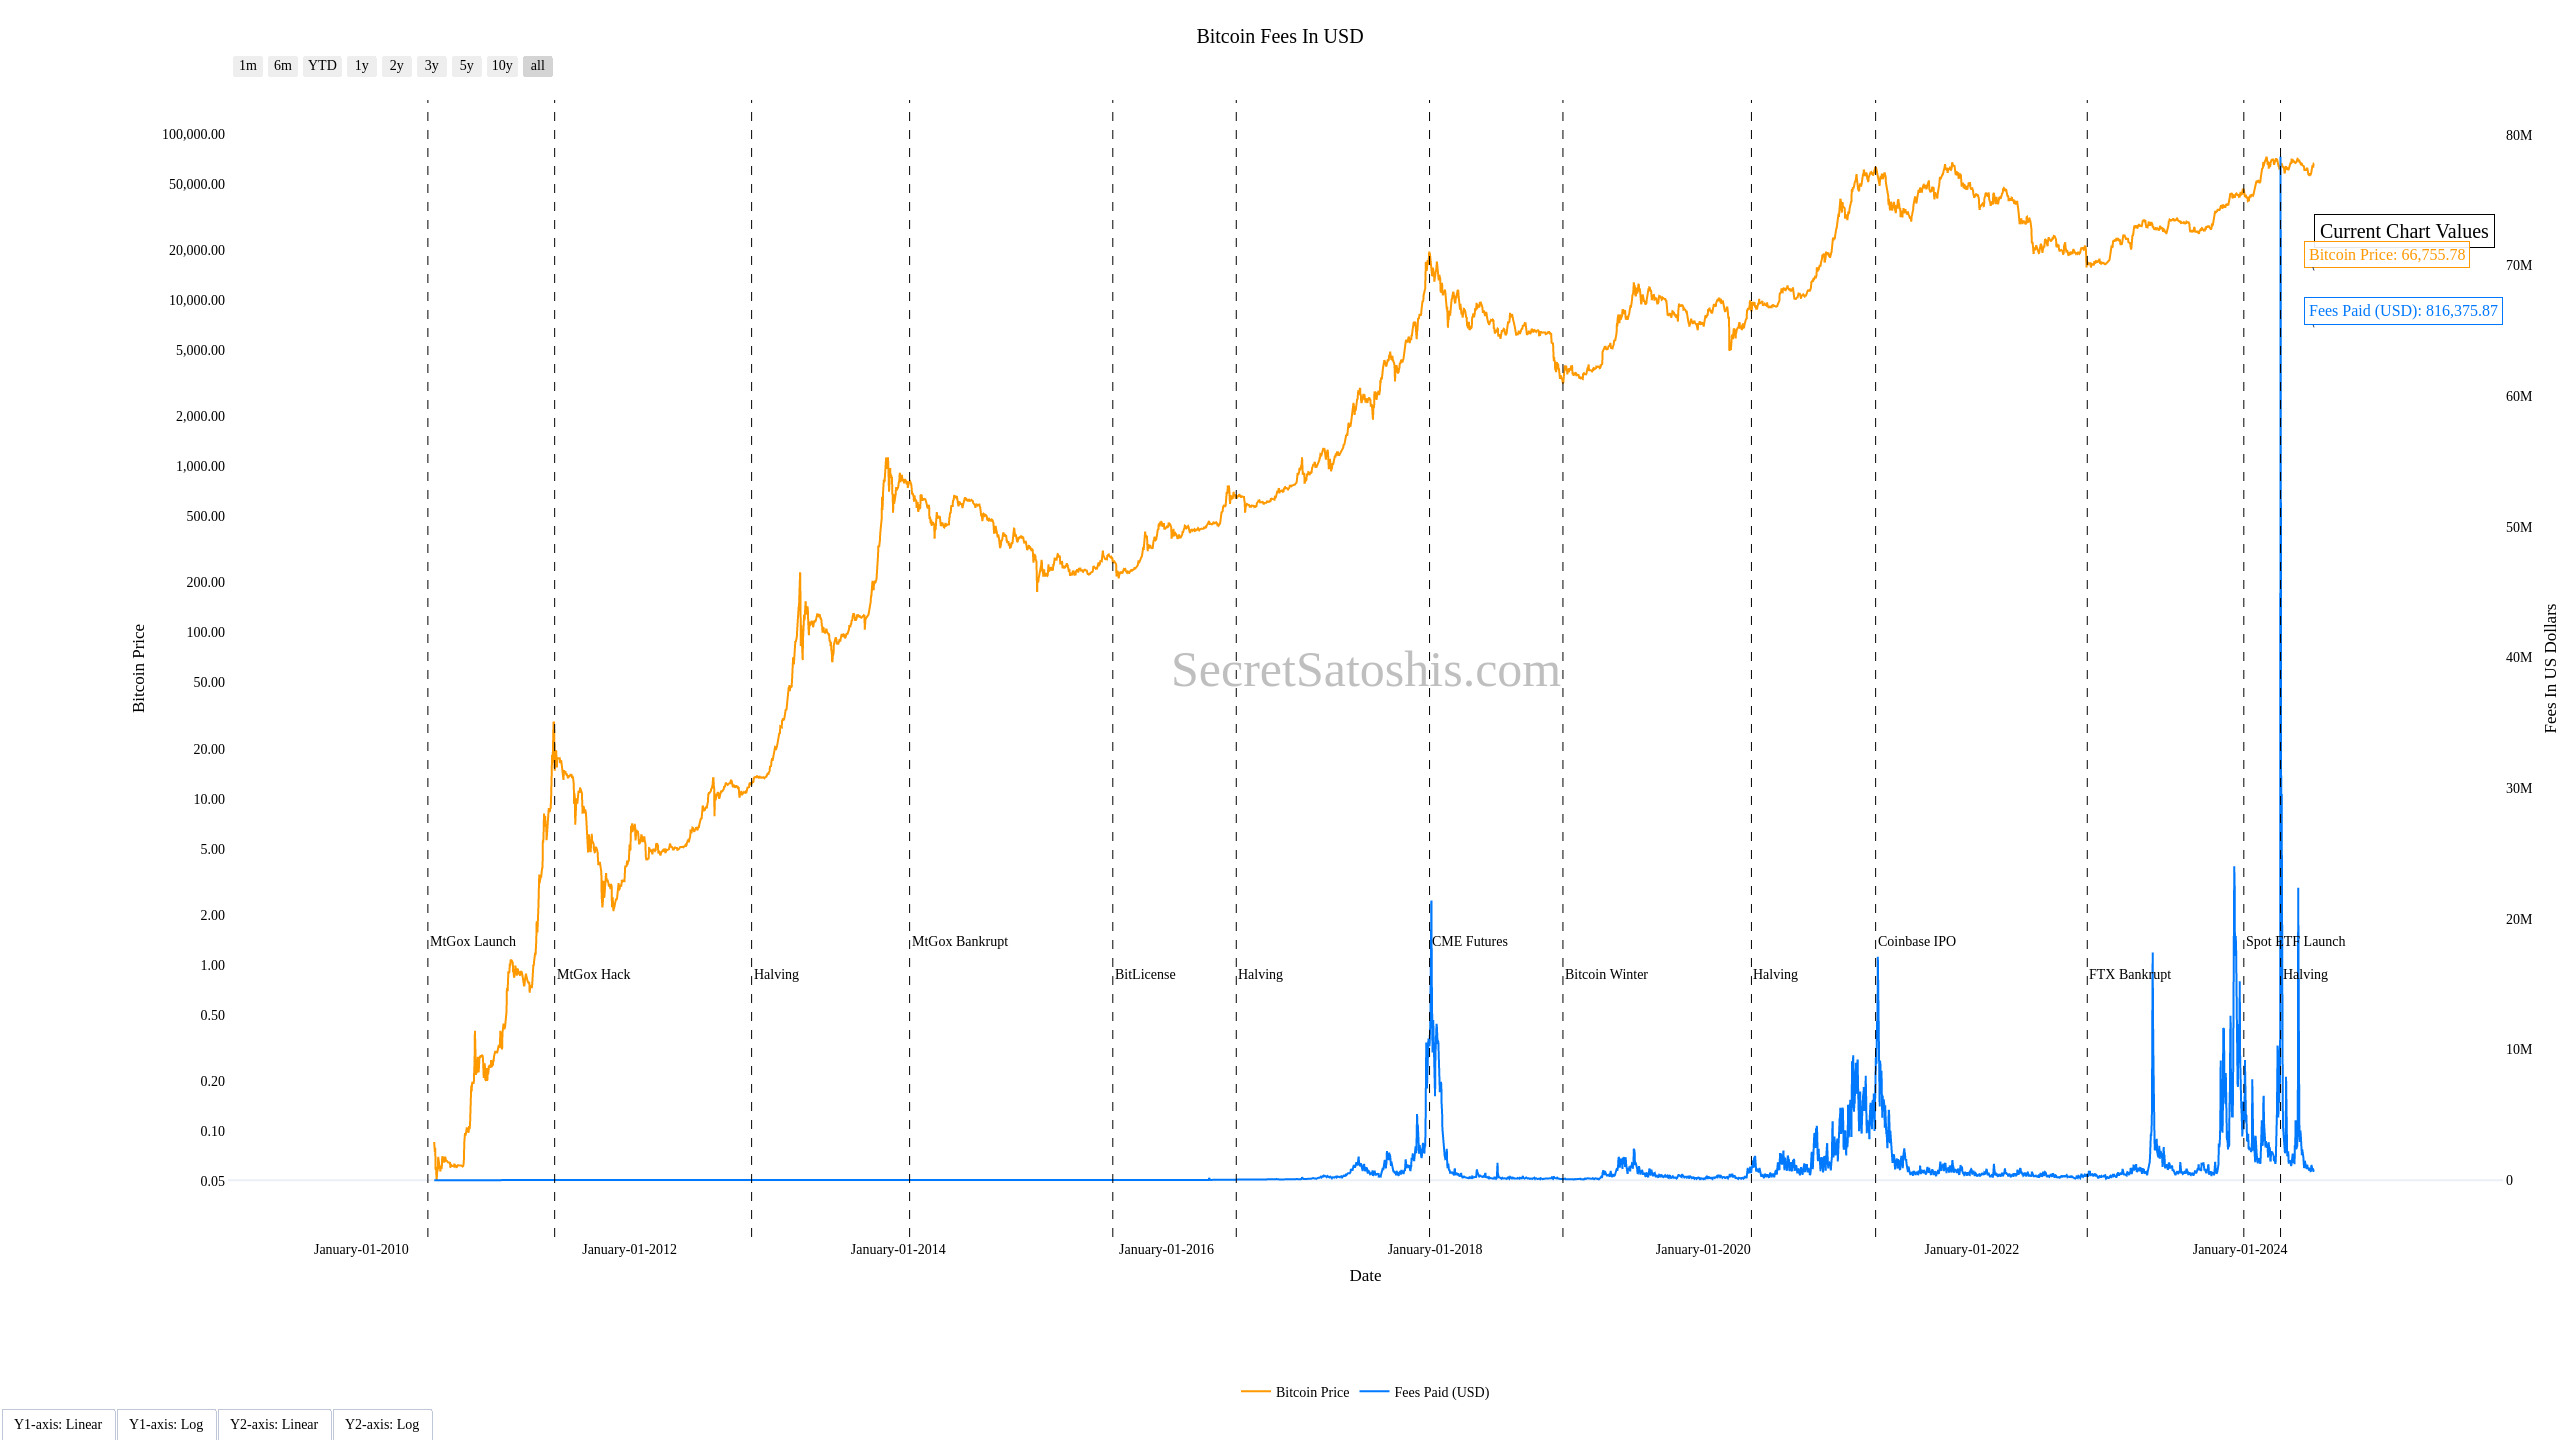 Bitcoin Fees In USD
1m 6m YTD 1y 2y 3y 5y 10y all
100,000.00
50,000.00
20,000.00
10,000.00
5,000.00
2,000.00
1,000.00
500.00
200.00
100.00
50.00
20.00
10.00
5.00
2.00
1.00
0.50
0.20
0.10
0.05
Bitcoin Price
80M
70M
60M
50M
40M
30M
20M
10M
0
Fees In US Dollars
Current Chart Values
Bitcoin Price: 66,755.78
Fees Paid (USD): 816,375.87
SecretSatoshis.com
MtGox Launch
MtGox Hack
Halving
MtGox Bankrupt
BitLicense
Halving
CME Futures
Bitcoin Winter
Halving
Coinbase IPO
FTX Bankrupt
Spot ETF Launch
Halving
January-01-2010 January-01-2012 January-01-2014 January-01-2016 January-01-2018 January-01-2020 January-01-2022 January-01-2024
Date
Bitcoin Price Fees Paid (USD)
Y1-axis: Linear Y1-axis: Log Y2-axis: Linear Y2-axis: Log